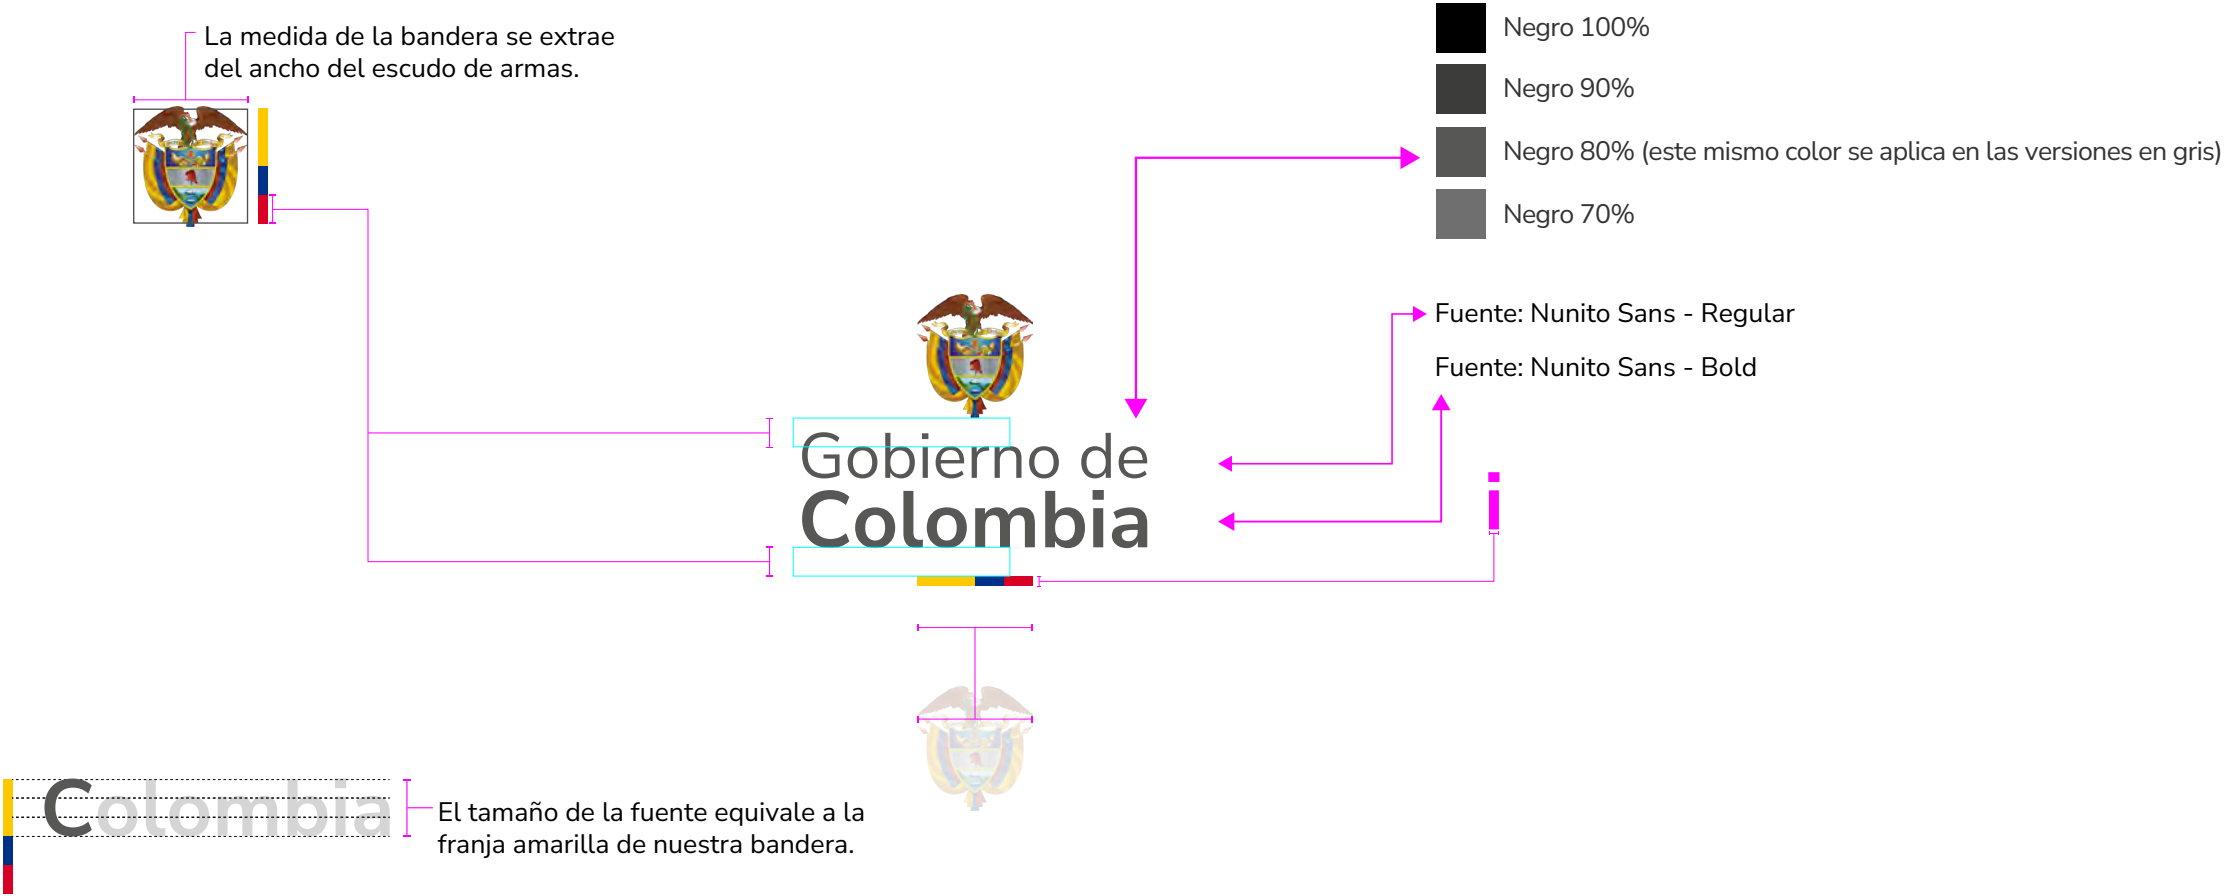 La medida de la bandera se extrae
del ancho del escudo de armas.
Negro 100%
Negro 90%
Negro 80% (este mismo color se aplica en las versiones en gris)
Negro 70%
Fuente: Nunito Sans - Regular
Fuente: Nunito Sans - Bold
Gobierno de
Colombia
i
Colombia
El tamaño de la fuente equivale a la
franja amarilla de nuestra bandera.